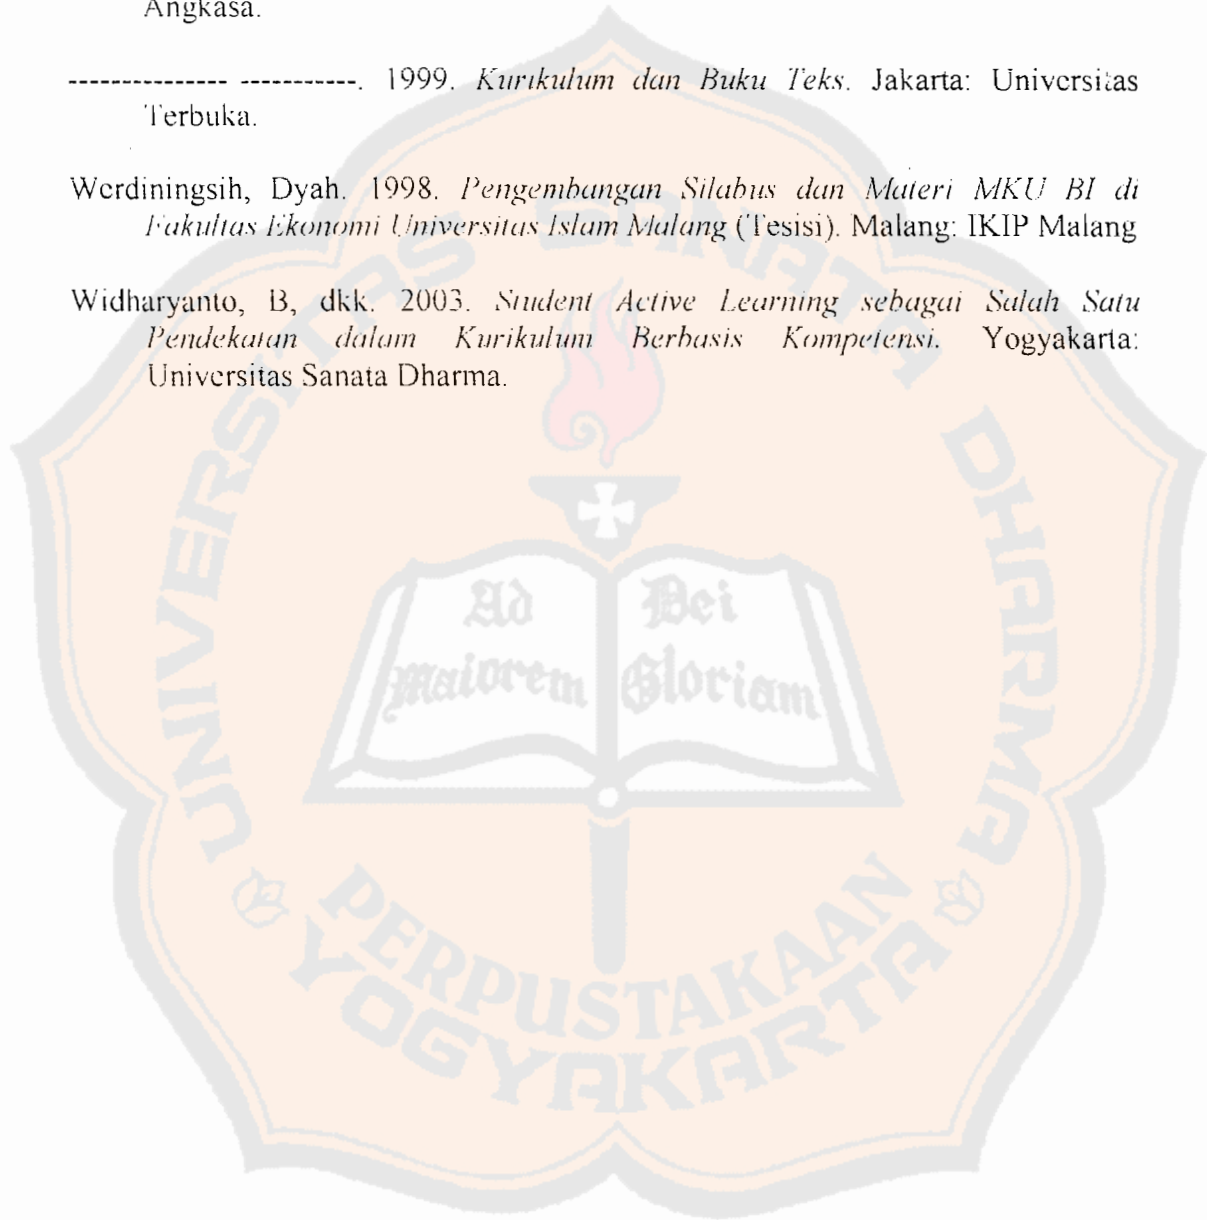 Angkasa.
--------------- -----------. 1999. Kurikulum dan Buku Teks. Jakarta: Universitas
Terbuka.
Werdiningsih, Dyah. 1998. Pengembangan Silabus dan Materi MKU BI di
Fakultas Ekonomi Universitas Islam Malang (Tesisi). Malang: IKIP Malang
Widharyanto, B, dkk. 2003. Student Active Learning sebagai Salah Satu
Pendekatan dalam Kurikulum Berbasis Kompetensi. Yogyakarta:
Universitas Sanata Dharma.
UNIVERSITAS SANATA DHARMA
Ad Dei
Maiorem Gloriam
PERPUSTAKAAN
YOGYAKARTA